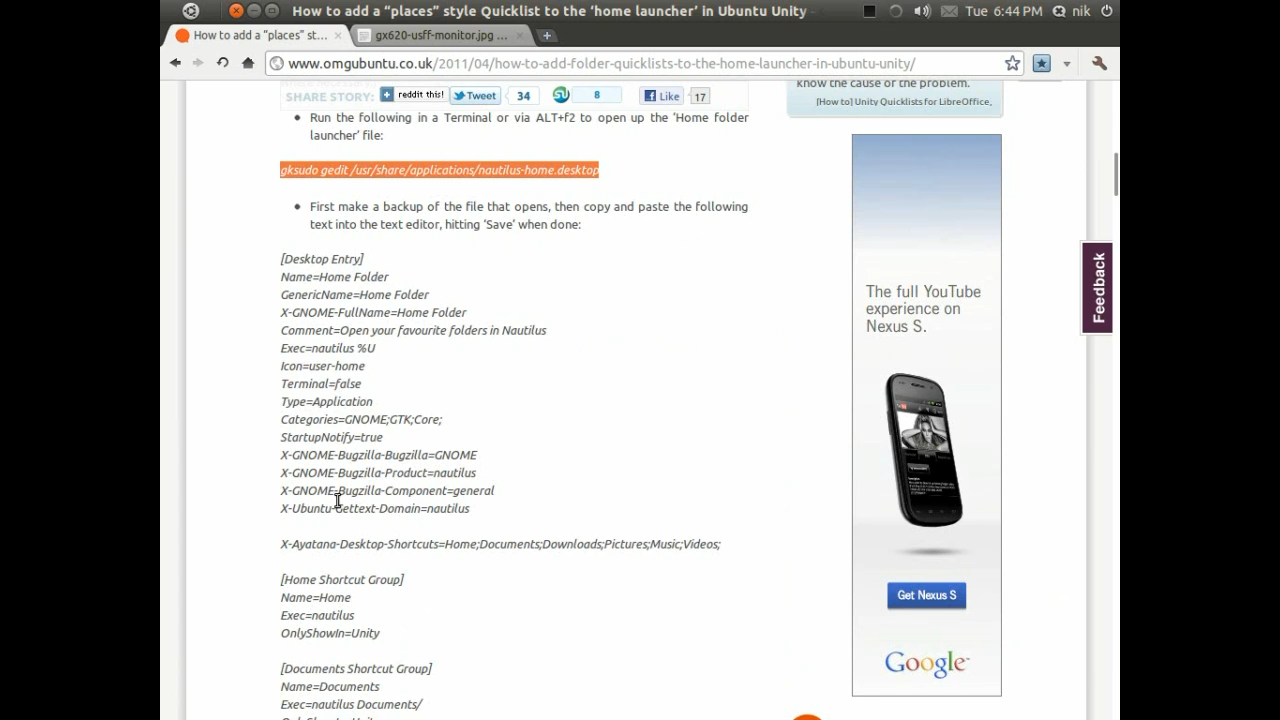 How to add a “places” style Quicklist to the ‘home launcher’ in Ubuntu Unity -
Tue 6:44 PM
nik
How to add a “places” st...
gx620-usff-monitor.jpg ...
www.omgubuntu.co.uk/2011/04/how-to-add-folder-quicklists-to-the-home-launcher-in-ubuntu-unity/
SHARE STORY:
reddit this!
Tweet
34
8
Like
17
Run the following in a Terminal or via ALT+f2 to open up the ‘Home folder
launcher’ file:
gksudo gedit /usr/share/applications/nautilus-home.desktop
First make a backup of the file that opens, then copy and paste the following
text into the text editor, hitting ‘Save’ when done:
[Desktop Entry]
Name=Home Folder
GenericName=Home Folder
X-GNOME-FullName=Home Folder
Comment=Open your favourite folders in Nautilus
Exec=nautilus %U
Icon=user-home
Terminal=false
Type=Application
Categories=GNOME;GTK;Core;
StartupNotify=true
X-GNOME-Bugzilla-Bugzilla=GNOME
X-GNOME-Bugzilla-Product=nautilus
X-GNOME-Bugzilla-Component=general
X-Ubuntu-Gettext-Domain=nautilus
X-Ayatana-Desktop-Shortcuts=Home;Documents;Downloads;Pictures;Music;Videos;
[Home Shortcut Group]
Name=Home
Exec=nautilus
OnlyShowIn=Unity
[Documents Shortcut Group]
Name=Documents
Exec=nautilus Documents/
know the cause or the problem.
[How to] Unity Quicklists for LibreOffice,
The full YouTube
experience on
Nexus S.
Get Nexus S
Google
Feedback